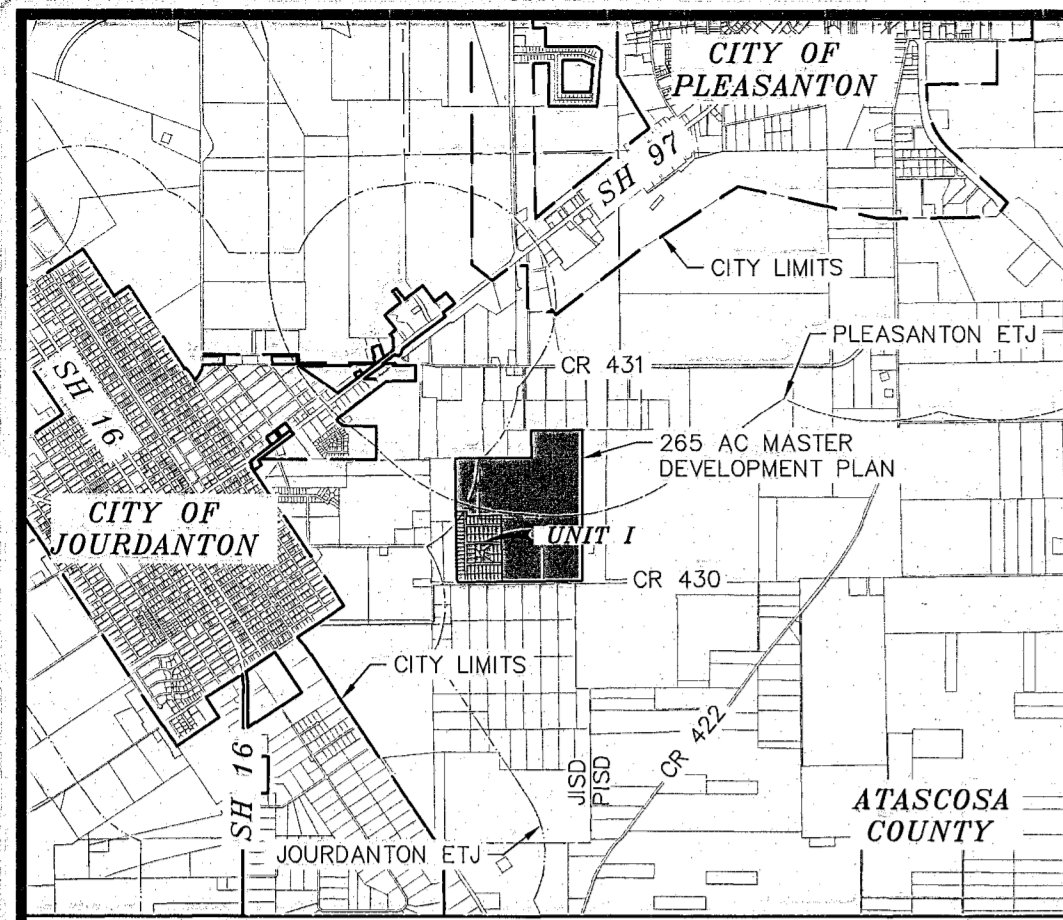 CITY OF
PLEASANTON
SH 97
CITY LIMITS
PLEASANTON ETJ
CR 431
SH 16
265 AC MASTER
DEVELOPMENT PLAN
CITY OF
JOURDANTON
UNIT I
CR 430
CITY LIMITS
CR 422
JISD
PISD
SH 16
ATASCOSA
COUNTY
JOURDANTON ETJ